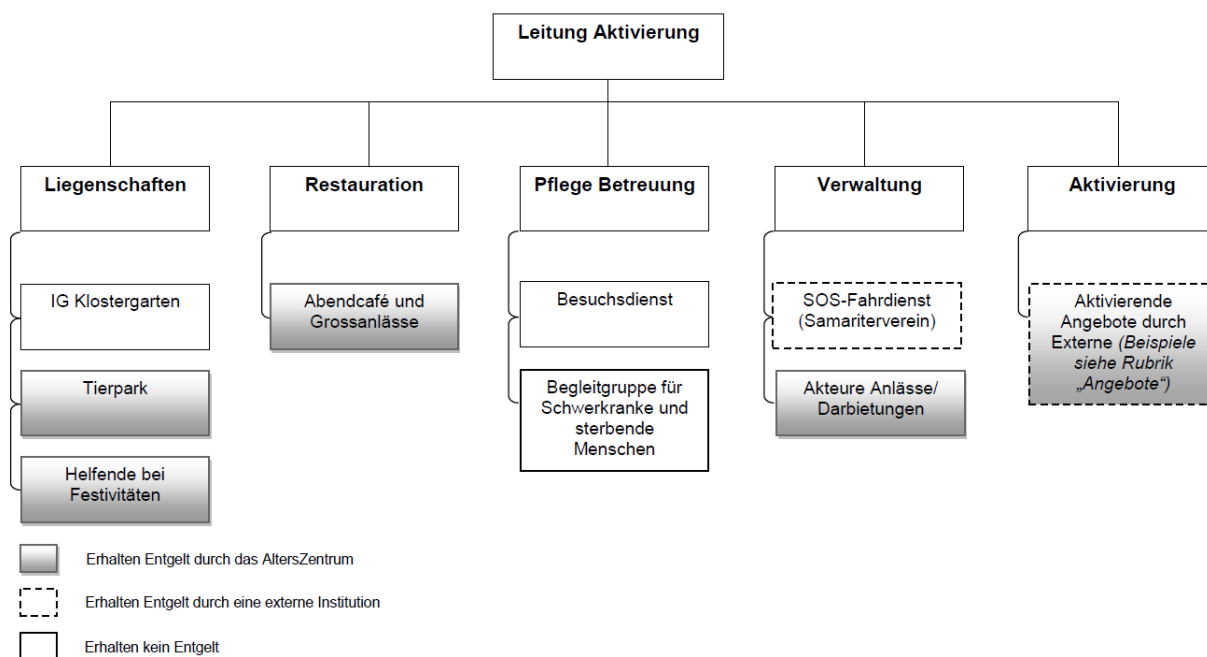 Leitung Aktivierung
Liegenschaften
Restauration
Pflege Betreuung
Verwaltung
Aktivierung
IG Klostergarten
Tierpark
Helfende bei
Festivitäten
Abendcafé und
Grossanlässe
Besuchsdienst
Begleitgruppe für
Schwerkranke und
sterbende
Menschen
SOS-Fahrdienst
(Samariterverein)
Akteure Anlässe/
Darbietungen
Aktivierende
Angebote durch
Externe (Beispiele
siehe Rubrik
„Angebote“)
Erhalten Entgelt durch das AltersZentrum
Erhalten Entgelt durch eine externe Institution
Erhalten kein Entgelt